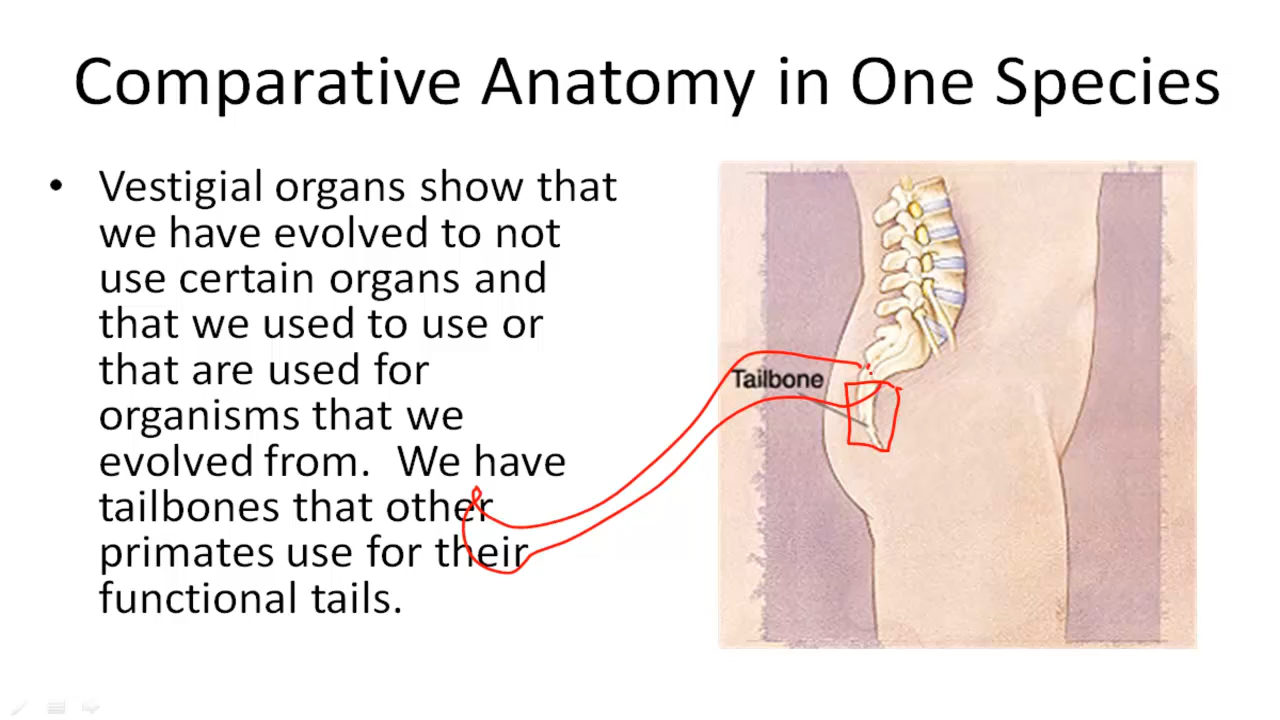 Comparative Anatomy in One Species
• Vestigial organs show that
we have evolved to not
use certain organs and
that we used to use or
that are used for
organisms that we
evolved from.  We have
tailbones that other
primates use for their
functional tails.
Tailbone